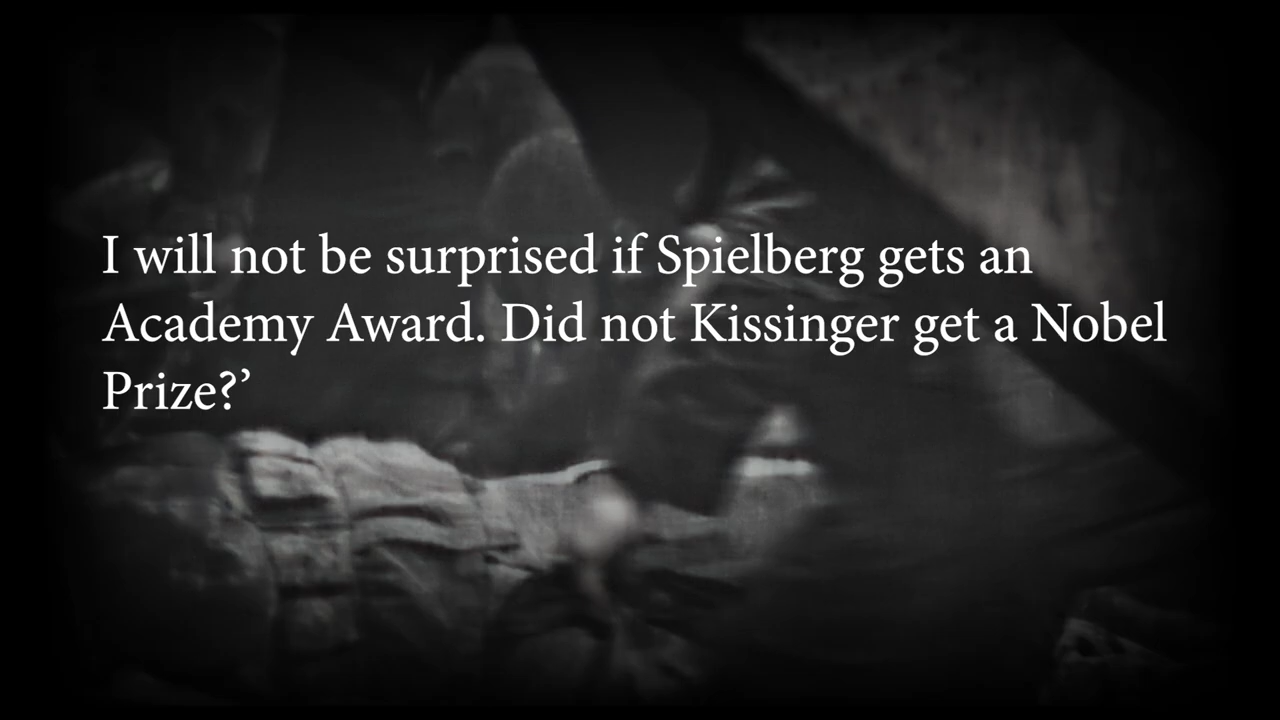 I will not be surprised if Spielberg gets an
Academy Award. Did not Kissinger get a Nobel
Prize?’